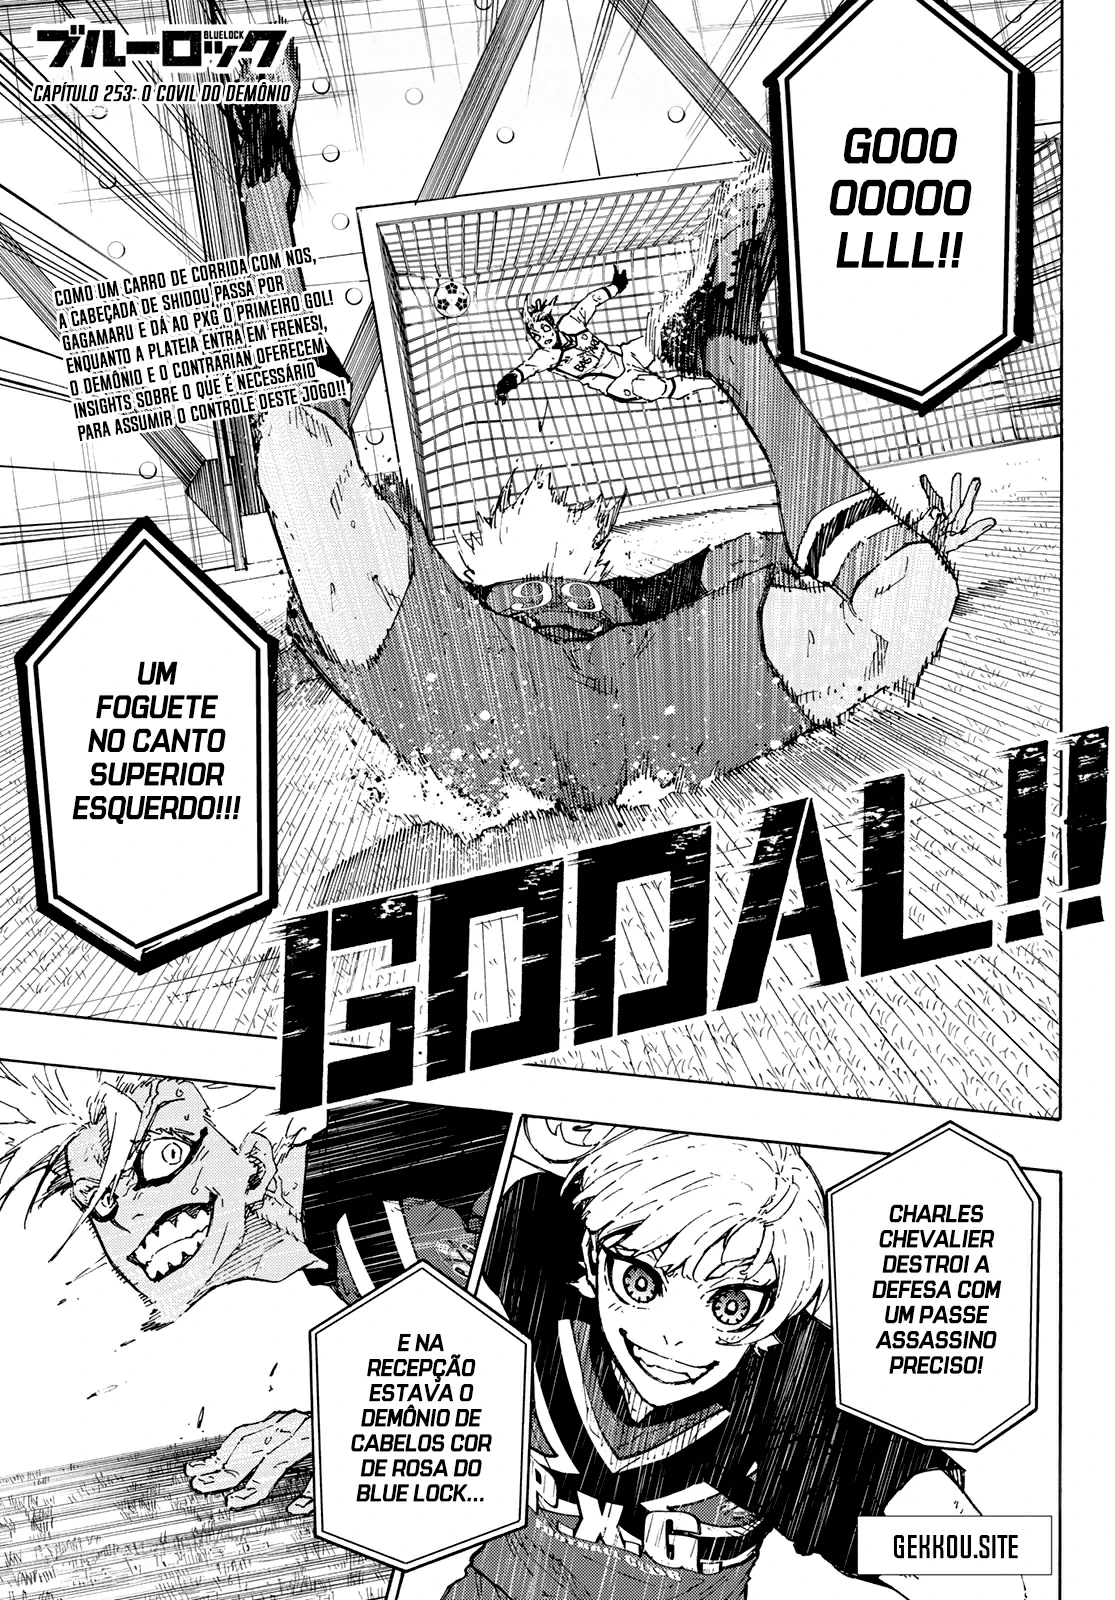 ブルーロック
BLUELOCK
CAPÍTULO 253: O COVIL DO DEMÔNIO
GOOO
OOOOO
LLLL!!
COMO UM CARRO DE CORRIDA COM NOS,
A CABEÇADA DE SHIDOU PASSA POR
GAGAMARU E DÁ AO PXG O PRIMEIRO GOL!
ENQUANTO A PLATEIA ENTRA EM FRENESI,
O DEMÔNIO E O CONTRARIAN OFERECEM
INSIGHTS SOBRE O QUE É NECESSÁRIO
PARA ASSUMIR O CONTROLE DESTE JOGO!!
99
UM
FOGUETE
NO CANTO
SUPERIOR
ESQUERDO!!!
GOOAL!!
CHARLES
CHEVALIER
DESTROI A
DEFESA COM
UM PASSE
ASSASSINO
PRECISO!
E NA
RECEPÇÃO
ESTAVA O
DEMÔNIO DE
CABELOS COR
DE ROSA DO
BLUE LOCK...
P.X.G.
GEKKOU.SITE